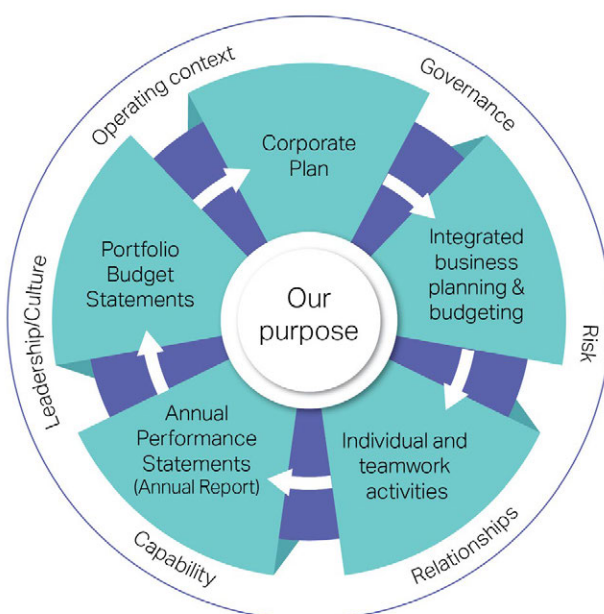 Operating context
Governance
Corporate
Plan
Portfolio
Budget
Statements
Integrated
business
planning &
budgeting
Our
purpose
Leadership/Culture
Risk
Annual
Performance
Statements
(Annual Report)
Individual and
teamwork
activities
Capability
Relationships